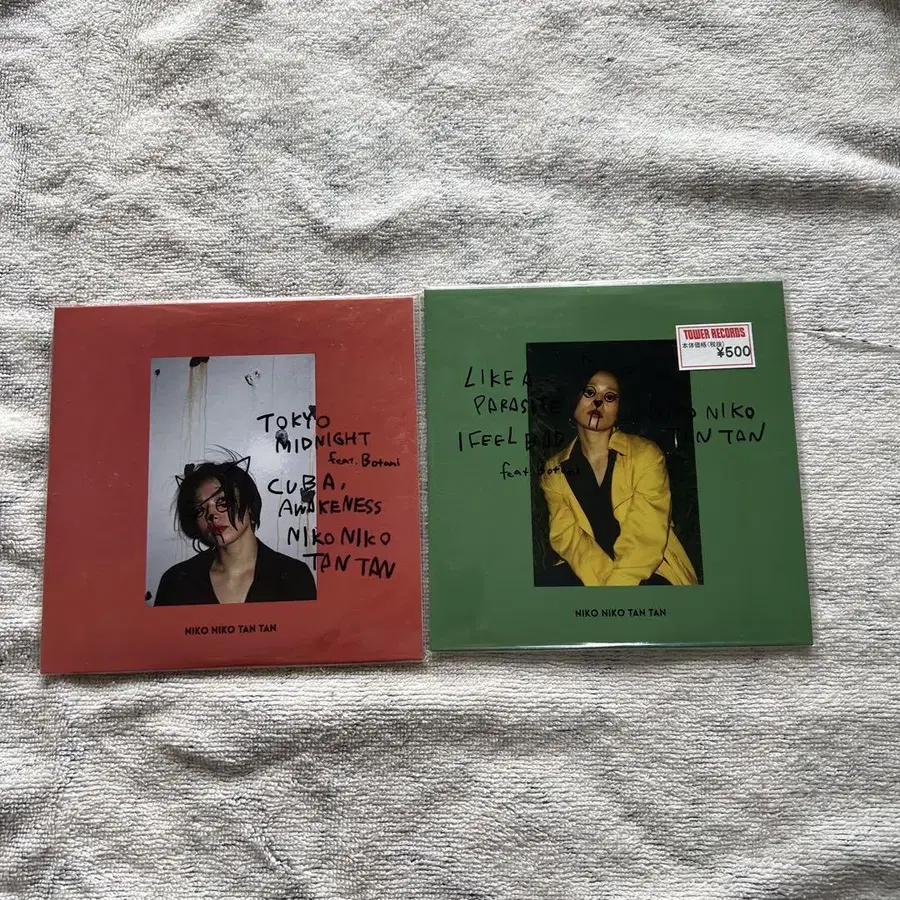 TOKYO
MIDNIGHT
feat. Botani
CUBA,
AWAKENESS
NIKO NIKO
TAN TAN
NIKO NIKO TAN TAN
TOWER RECORDS
本体価格(税抜)
¥500
LIKE A
PARASITE
I FEEL BAD
feat. Botani
NIKO NIKO
TAN TAN
NIKO NIKO TAN TAN